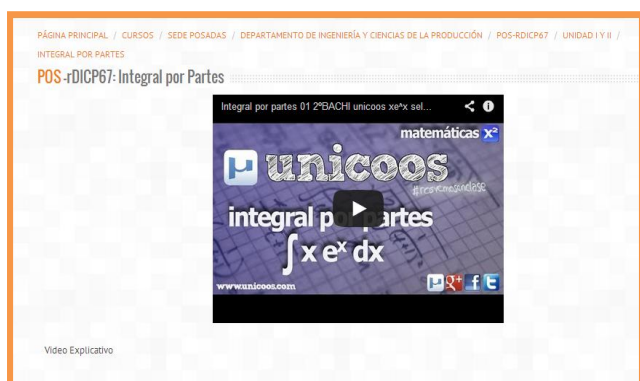 PÁGINA PRINCIPAL / CURSOS / SEDE POSADAS / DEPARTAMENTO DE INGENIERÍA Y CIENCIAS DE LA PRODUCCIÓN / POS-RDICP67 / UNIDAD I Y II /
INTEGRAL POR PARTES
POS-rDICP67: Integral por Partes
Integral por partes 01 2ºBACHI unicoos xe^x sel...
matemáticas x²
unicoos
#nosvemosenclase
integral por partes
∫ x eˣ dx
www.unicoos.com
Video Explicativo